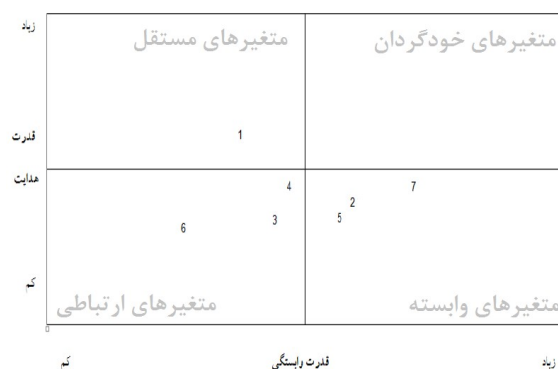 زیاد
متغیرهای مستقل
متغیرهای خودگردان
قدرت
1
هدایت
4
7
2
3
5
6
کم
متغیرهای ارتباطی
متغیرهای وابسته
0
کم
قدرت وابستگی
زیاد